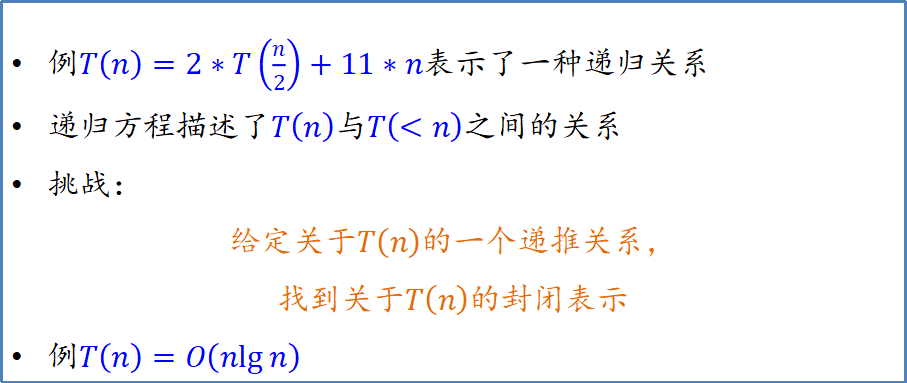 • 例T(n) = 2 * T(n/2) + 11 * n表示了一种递归关系
• 递归方程描述了T(n)与T(< n)之间的关系
• 挑战：
给定关于T(n)的一个递推关系，
找到关于T(n)的封闭表示
• 例T(n) = O(nlg n)